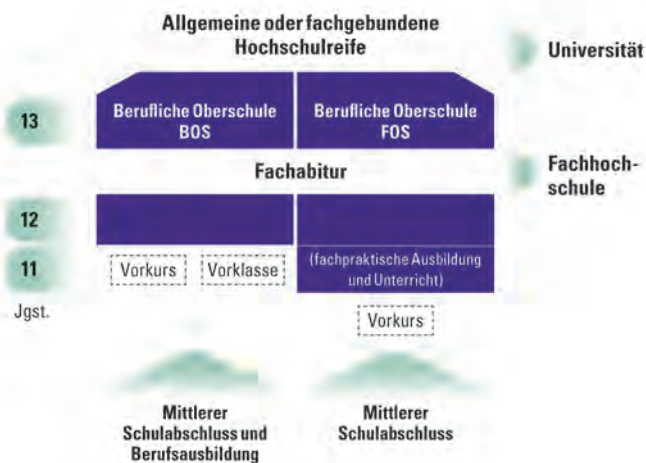 Allgemeine oder fachgebundene
Hochschulreife
Universität
13
Berufliche Oberschule
BOS
Berufliche Oberschule
FOS
Fachabitur
Fachhoch-
schule
12
11
Vorkurs
Vorklasse
(fachpraktische Ausbildung
und Unterricht)
Jgst.
Vorkurs
Mittlerer
Schulabschluss und
Berufsausbildung
Mittlerer
Schulabschluss